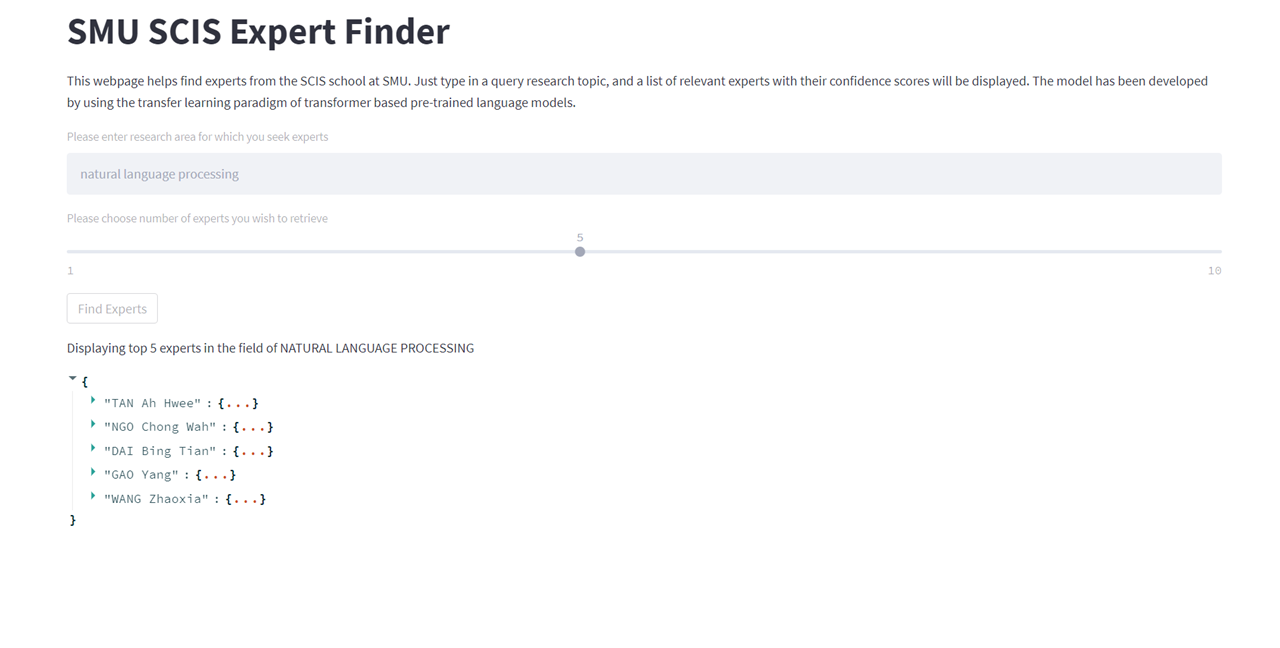 SMU SCIS Expert Finder
This webpage helps find experts from the SCIS school at SMU. Just type in a query research topic, and a list of relevant experts with their confidence scores will be displayed. The model has been developed
by using the transfer learning paradigm of transformer based pre-trained language models.
Please enter research area for which you seek experts
natural language processing
Please choose number of experts you wish to retrieve
5
1 10
Find Experts
Displaying top 5 experts in the field of NATURAL LANGUAGE PROCESSING
{
"TAN Ah Hwee" : {...}
"NGO Chong Wah" : {...}
"DAI Bing Tian" : {...}
"GAO Yang" : {...}
"WANG Zhaoxia" : {...}
}